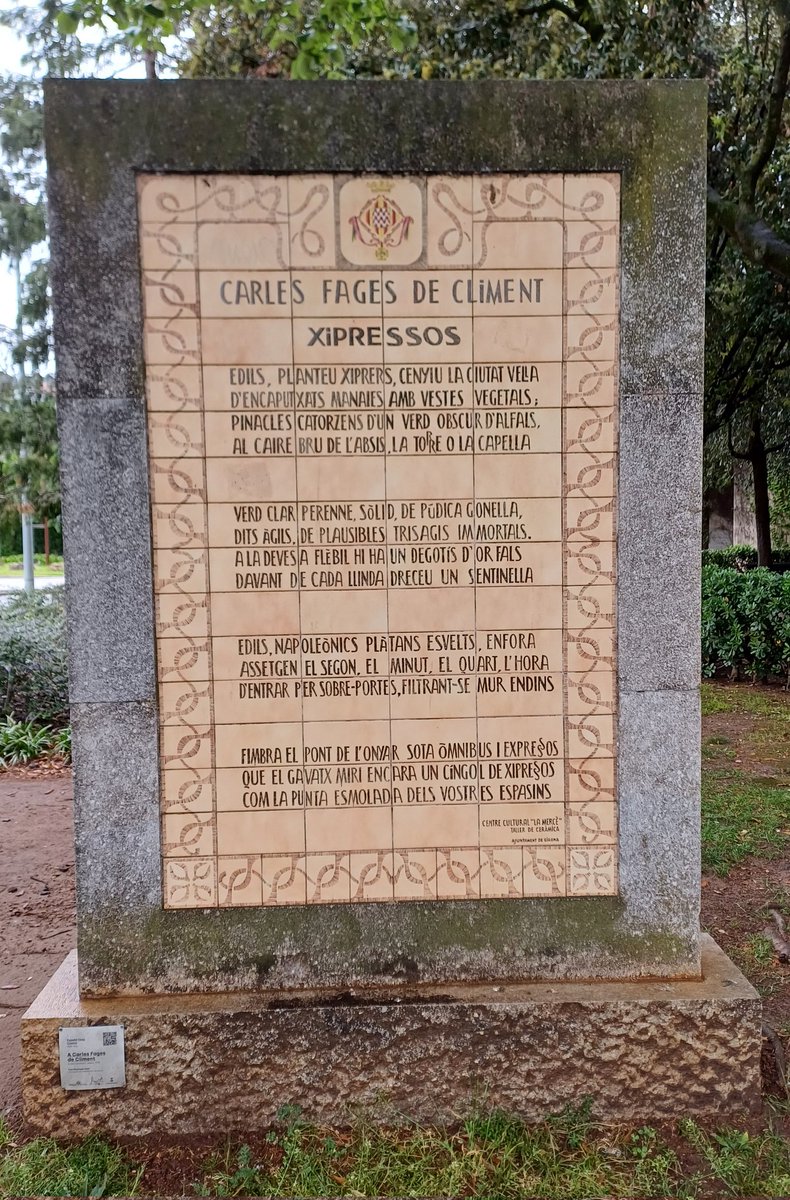 CARLES FAGES DE CLiMENT
XiPRESSOS
EDILS, PLANTEU XIPRERS, CENYIU LA CIUTAT VELLA
D'ENCAPUTXATS MANAIES AMB VESTES VEGETALS;
PINACLES CATORZENS D'UN VERD OBSCUR D'ALFALS,
AL CAIRE BRU DE L'ABSIS, LA TORRE O LA CAPELLA
VERD CLAR PERENNE, SÒLID, DE PÚDICA GONELLA,
DITS ÀGILS, DE PLAUSIBLES TRISAGIS IMMORTALS.
A LA DEVESA FLÈBIL HI HA UN DEGOTÍS D'OR FALS
DAVANT DE CADA LLINDA DRECEU UN SENTINELLA
EDILS, NAPOLEÒNICS PLÀTANS ESVELTS, ENFORA
ASSETGEN EL SEGON, EL MINUT, EL QUART, L'HORA
D'ENTRAR PER SOBRE-PORTES, FILTRANT-SE MUR ENDINS
FIMBRA EL PONT DE L'ONYAR SOTA ÒMNIBUS I EXPRESSOS
QUE EL GAVATX MIRI ENCARA UN CÍNGOL DE XIPRESSOS
COM LA PUNTA ESMOLADA DELS VOSTRES ESPASINS
CENTRE CULTURAL "LA MERCÈ"
TALLER DE CERÀMICA
AJUNTAMENT DE GIRONA
A Carles Fages
de Climent